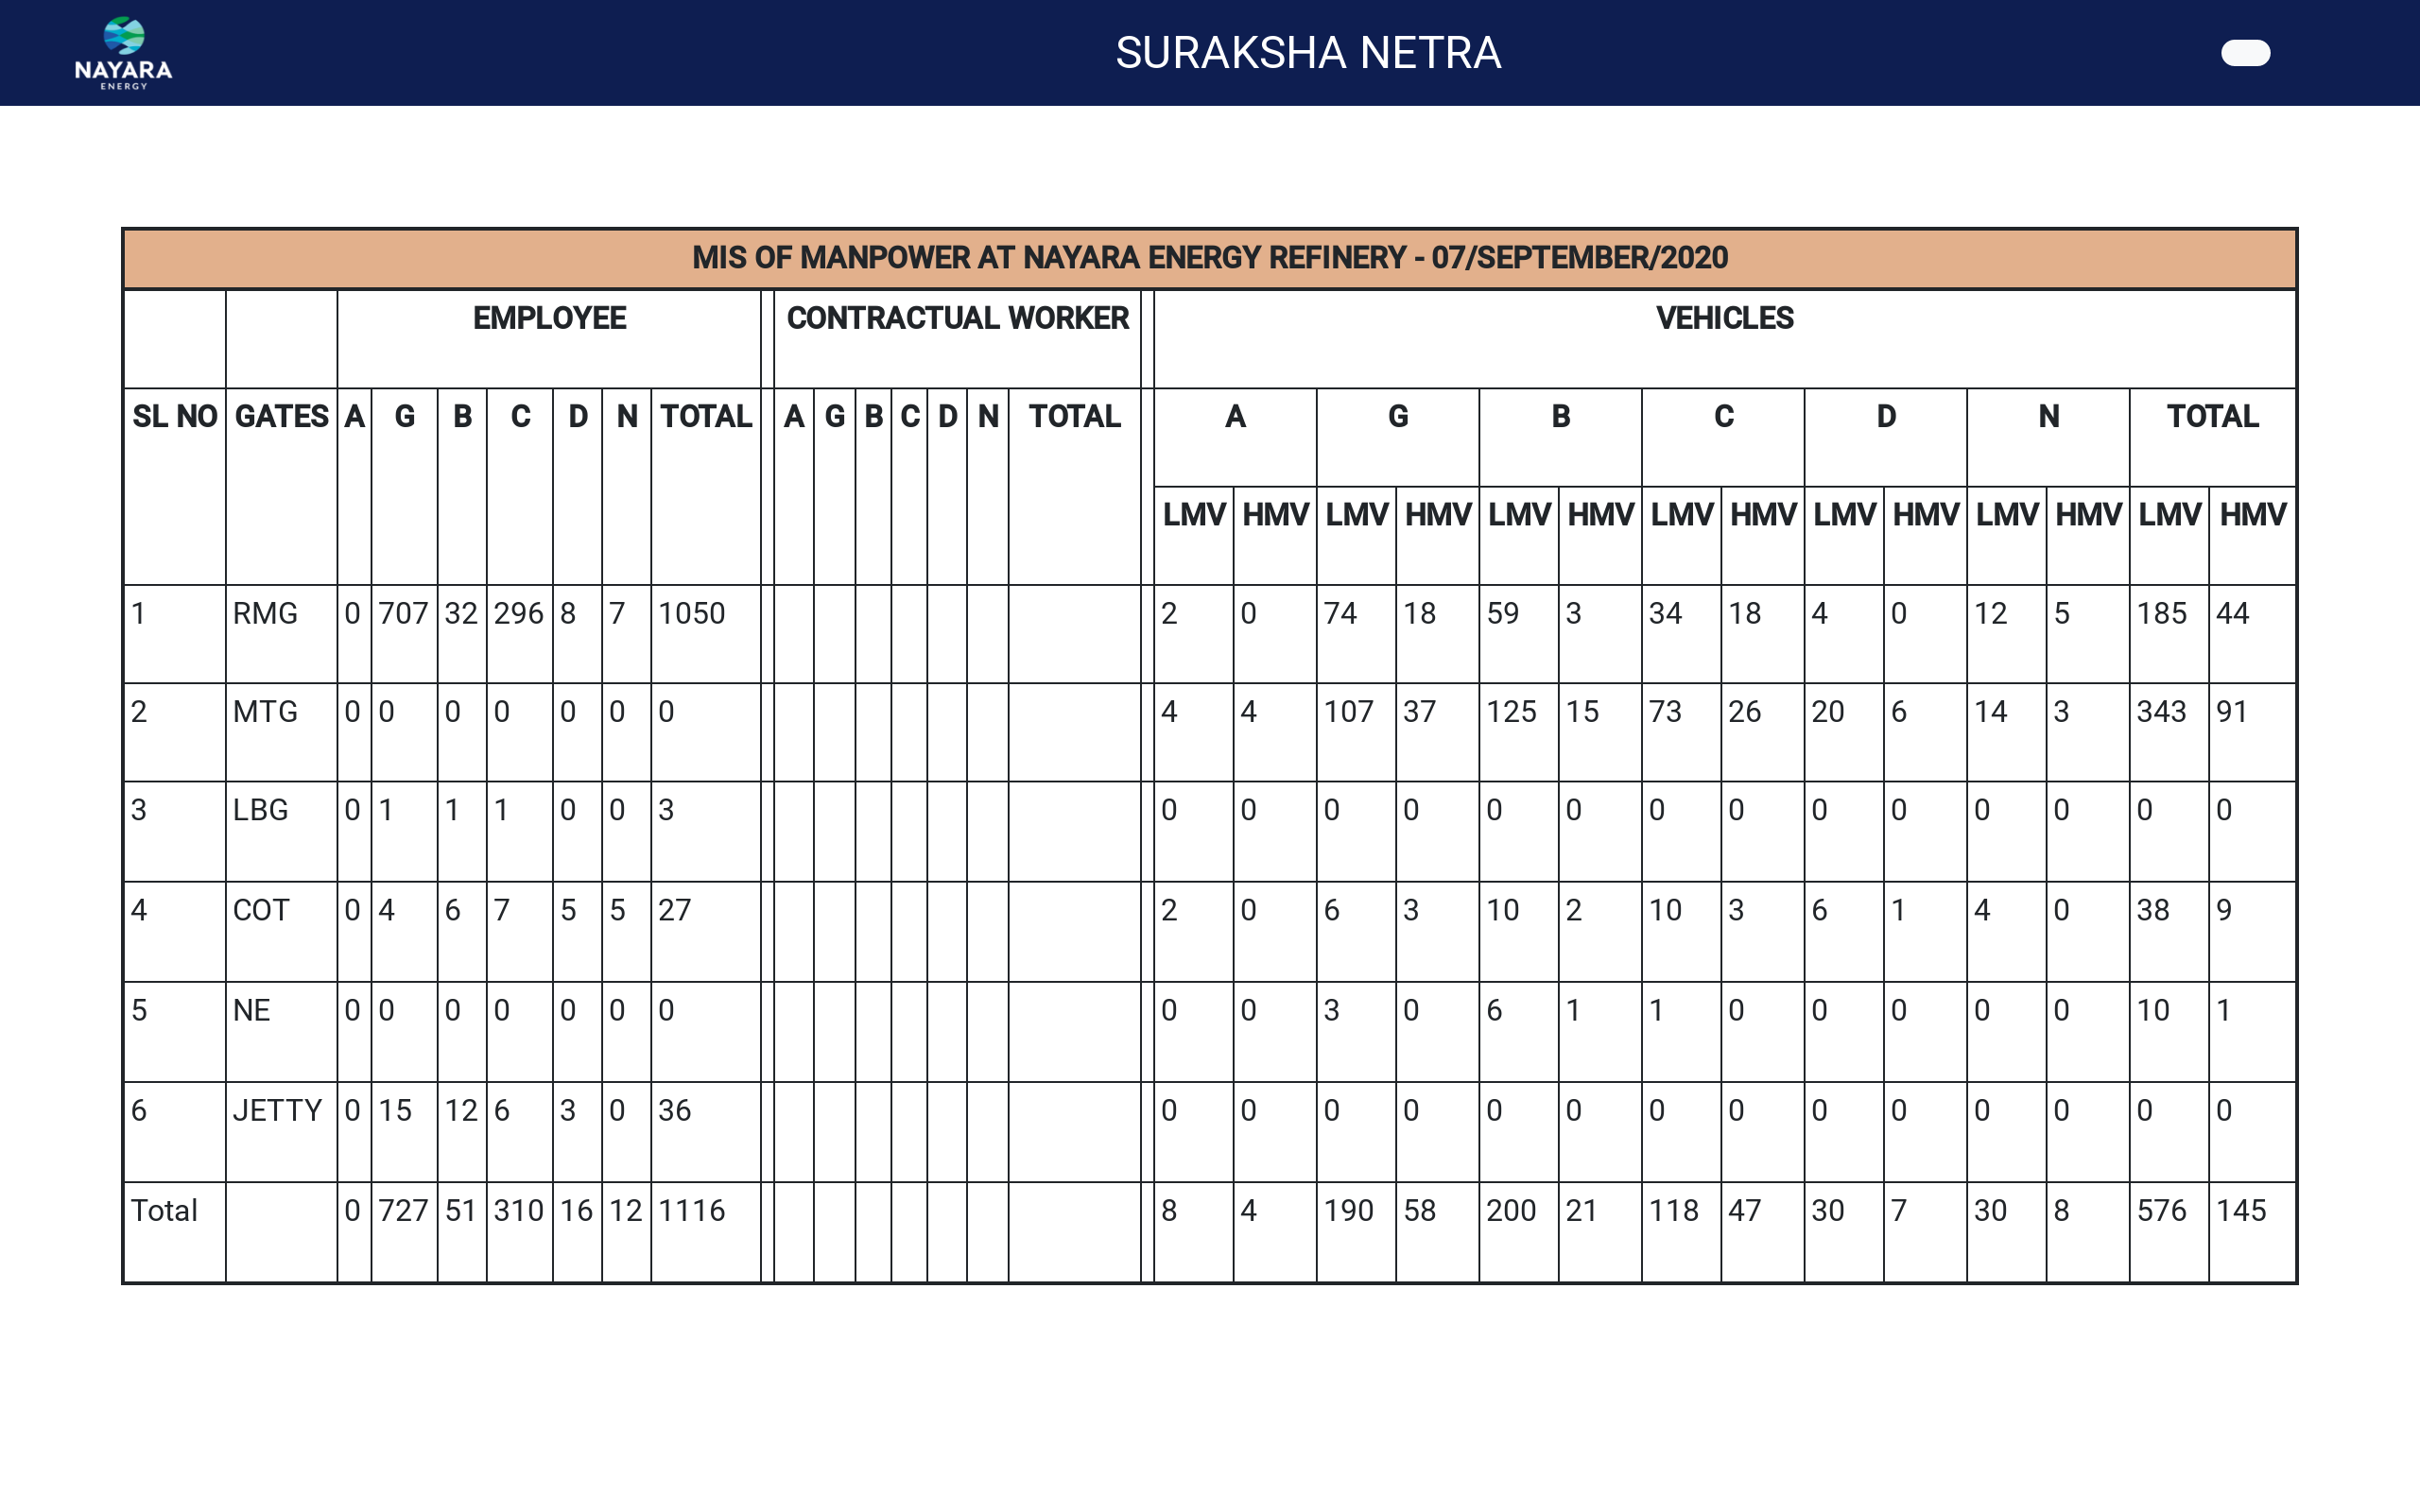 NAYARA
ENERGY
SURAKSHA NETRA
MIS OF MANPOWER AT NAYARA ENERGY REFINERY - 07/SEPTEMBER/2020
EMPLOYEE CONTRACTUAL WORKER VEHICLES
SL NO GATES A G B C D N TOTAL A G B C D N TOTAL A G B C D N TOTAL
LMV HMV LMV HMV LMV HMV LMV HMV LMV HMV LMV HMV LMV HMV
1 RMG 0 707 32 296 8 7 1050 2 0 74 18 59 3 34 18 4 0 12 5 185 44
2 MTG 0 0 0 0 0 0 0 4 4 107 37 125 15 73 26 20 6 14 3 343 91
3 LBG 0 1 1 1 0 0 3 0 0 0 0 0 0 0 0 0 0 0 0 0 0
4 COT 0 4 6 7 5 5 27 2 0 6 3 10 2 10 3 6 1 4 0 38 9
5 NE 0 0 0 0 0 0 0 0 0 3 0 6 1 1 0 0 0 0 0 10 1
6 JETTY 0 15 12 6 3 0 36 0 0 0 0 0 0 0 0 0 0 0 0 0 0
Total 0 727 51 310 16 12 1116 8 4 190 58 200 21 118 47 30 7 30 8 576 145